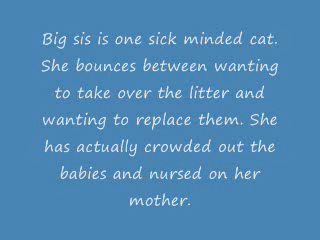 Big sis is one sick minded cat.
She bounces between wanting
to take over the litter and
wanting to replace them. She
has actually crowded out the
babies and nursed on her
mother.